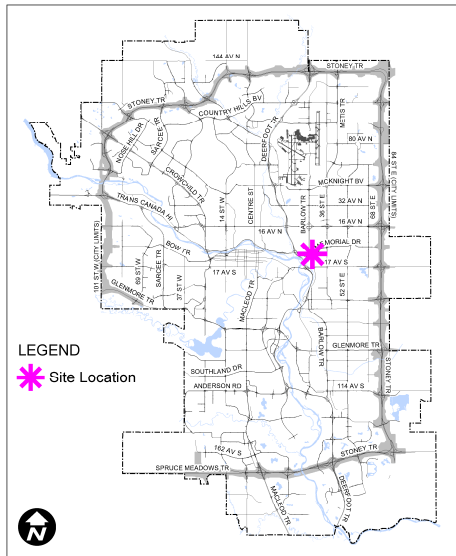 144 AV N
STONEY TR
STONEY TR
COUNTRY HILLS BV
METIS TR
NOSE HILL DR
SARCEE BL
DEERFOOT TR
80 AV N
84 ST E (CITY LIMITS)
CROWCHILD TR
MCKNIGHT BV
TRANS CANADA HI
14 ST W
CENTRE ST
BARLOW TR
36 ST E
32 AV N
68 ST E
16 AV N
16 AV N
101 ST W (CITY LIMITS)
BOW TR
MORIAL DR
69 ST W
SARCEE TR
17 AV S
17 AV S
37 ST W
MACLEOD TR
52 ST E
GLENMORE TR
BARLOW TR
LEGEND
GLENMORE TR
Site Location
SOUTHLAND DR
STONEY TR
ANDERSON RD
114 AV S
162 AV S
STONEY TR
SPRUCE MEADOWS TR
MACLEOD TR
DEERFOOT TR
N